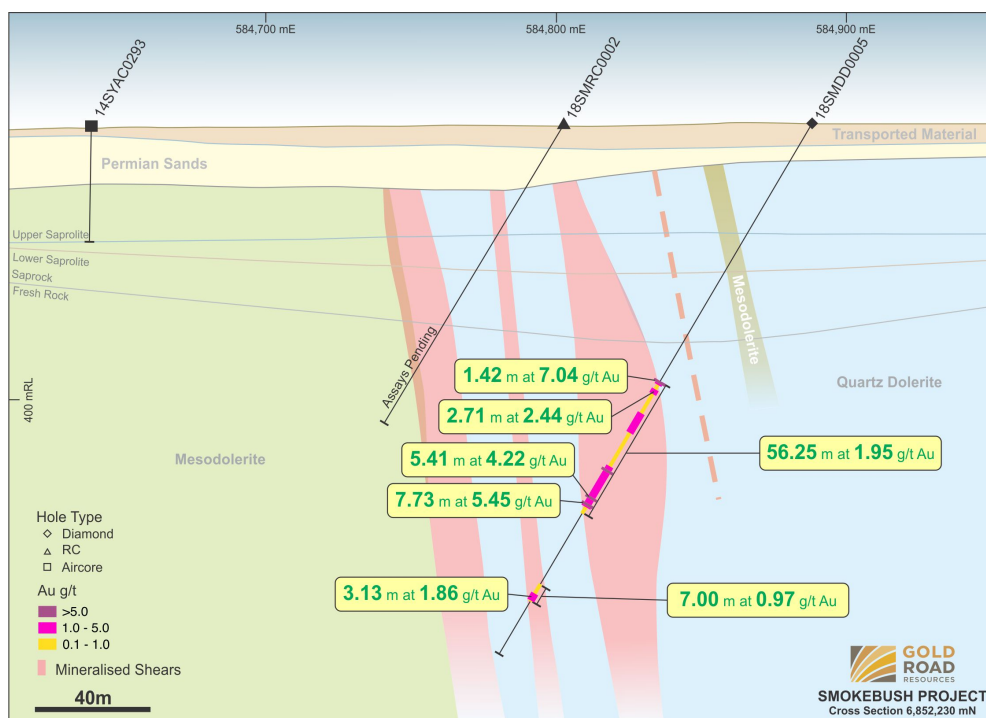 584,700 mE
584,800 mE
584,900 mE
14SYAC0293
18SMRC0002
18SMDD0005
Transported Material
Permian Sands
Upper Saprolite
Lower Saprolite
Saprock
Fresh Rock
Mesodolerite
Assays Pending
1.42 m at 7.04 g/t Au
Quartz Dolerite
400 mRL
2.71 m at 2.44 g/t Au
Mesodolerite
5.41 m at 4.22 g/t Au
56.25 m at 1.95 g/t Au
7.73 m at 5.45 g/t Au
Hole Type
Diamond
RC
Aircore
Au g/t
>5.0
1.0 - 5.0
0.1 - 1.0
Mineralised Shears
40m
3.13 m at 1.86 g/t Au
7.00 m at 0.97 g/t Au
GOLD
ROAD
RESOURCES
SMOKEBUSH PROJECT
Cross Section 6,852,230 mN